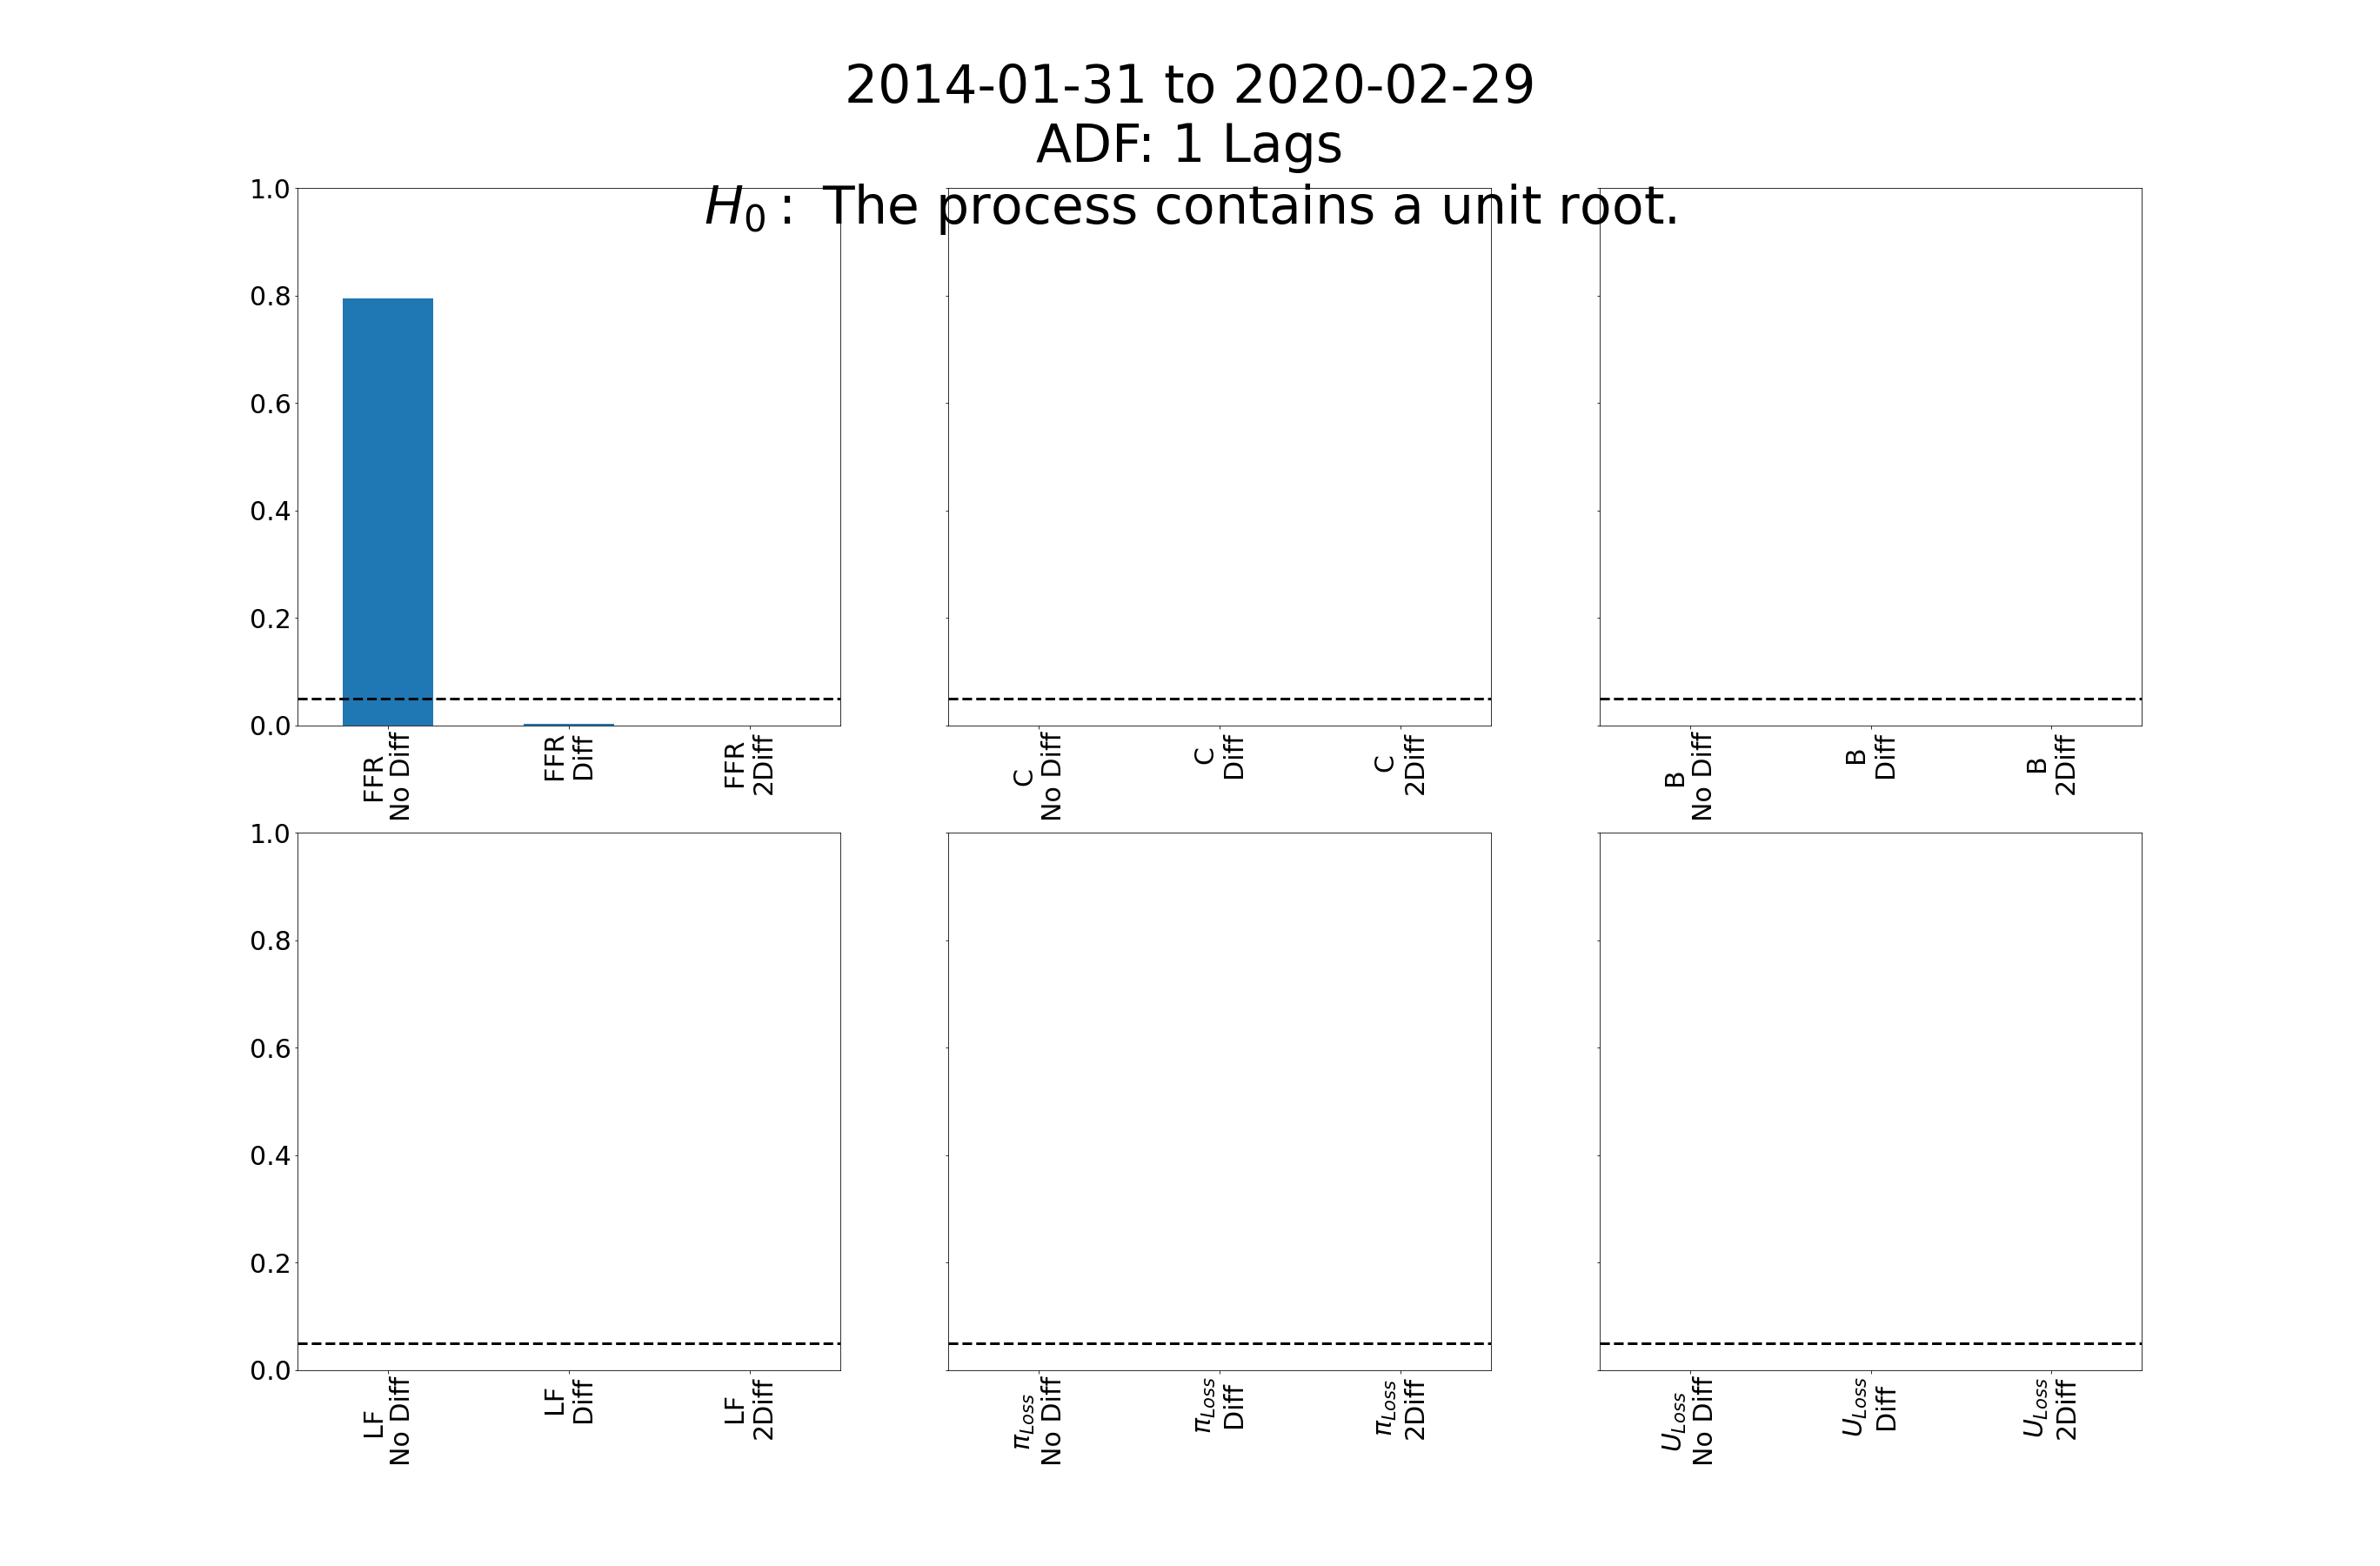 2014-01-31 to 2020-02-29
ADF: 1 Lags
H₀ : The process contains a unit root.
1.0
0.8
0.6
0.4
0.2
0.0
FFR
No Diff
FFR
Diff
FFR
2Diff
C
No Diff
C
Diff
C
2Diff
B
No Diff
B
Diff
B
2Diff
1.0
0.8
0.6
0.4
0.2
0.0
LF
No Diff
LF
Diff
LF
2Diff
π_Loss
No Diff
π_Loss
Diff
π_Loss
2Diff
U_Loss
No Diff
U_Loss
Diff
U_Loss
2Diff